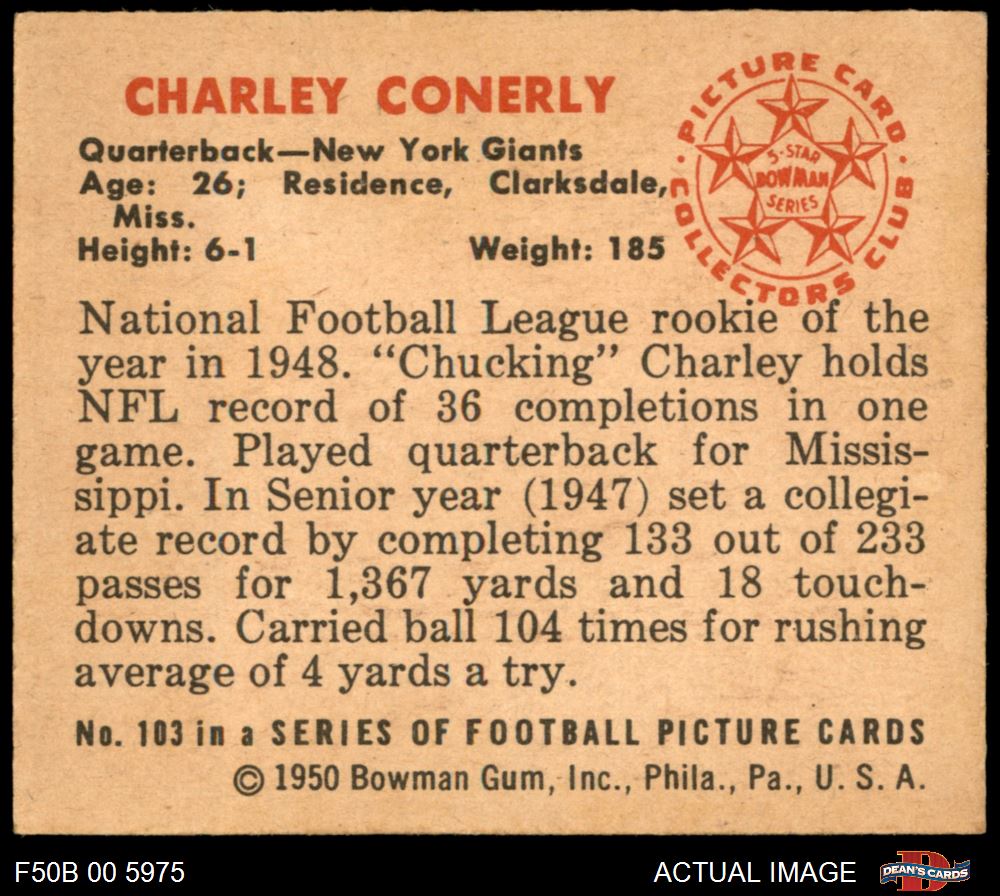 CHARLEY CONERLY
Quarterback—New York Giants
Age: 26; Residence, Clarksdale,
Miss.
Height: 6-1 Weight: 185
PICTURE CARD COLLECTORS CLUB
5-STAR
BOWMAN
SERIES
National Football League rookie of the
year in 1948. "Chucking" Charley holds
NFL record of 36 completions in one
game. Played quarterback for Missis-
sippi. In Senior year (1947) set a collegi-
ate record by completing 133 out of 233
passes for 1,367 yards and 18 touch-
downs. Carried ball 104 times for rushing
average of 4 yards a try.
No. 103 in a SERIES OF FOOTBALL PICTURE CARDS
© 1950 Bowman Gum, Inc., Phila., Pa., U. S. A.
F50B 00 5975 ACTUAL IMAGE
D
DEAN'S CARDS